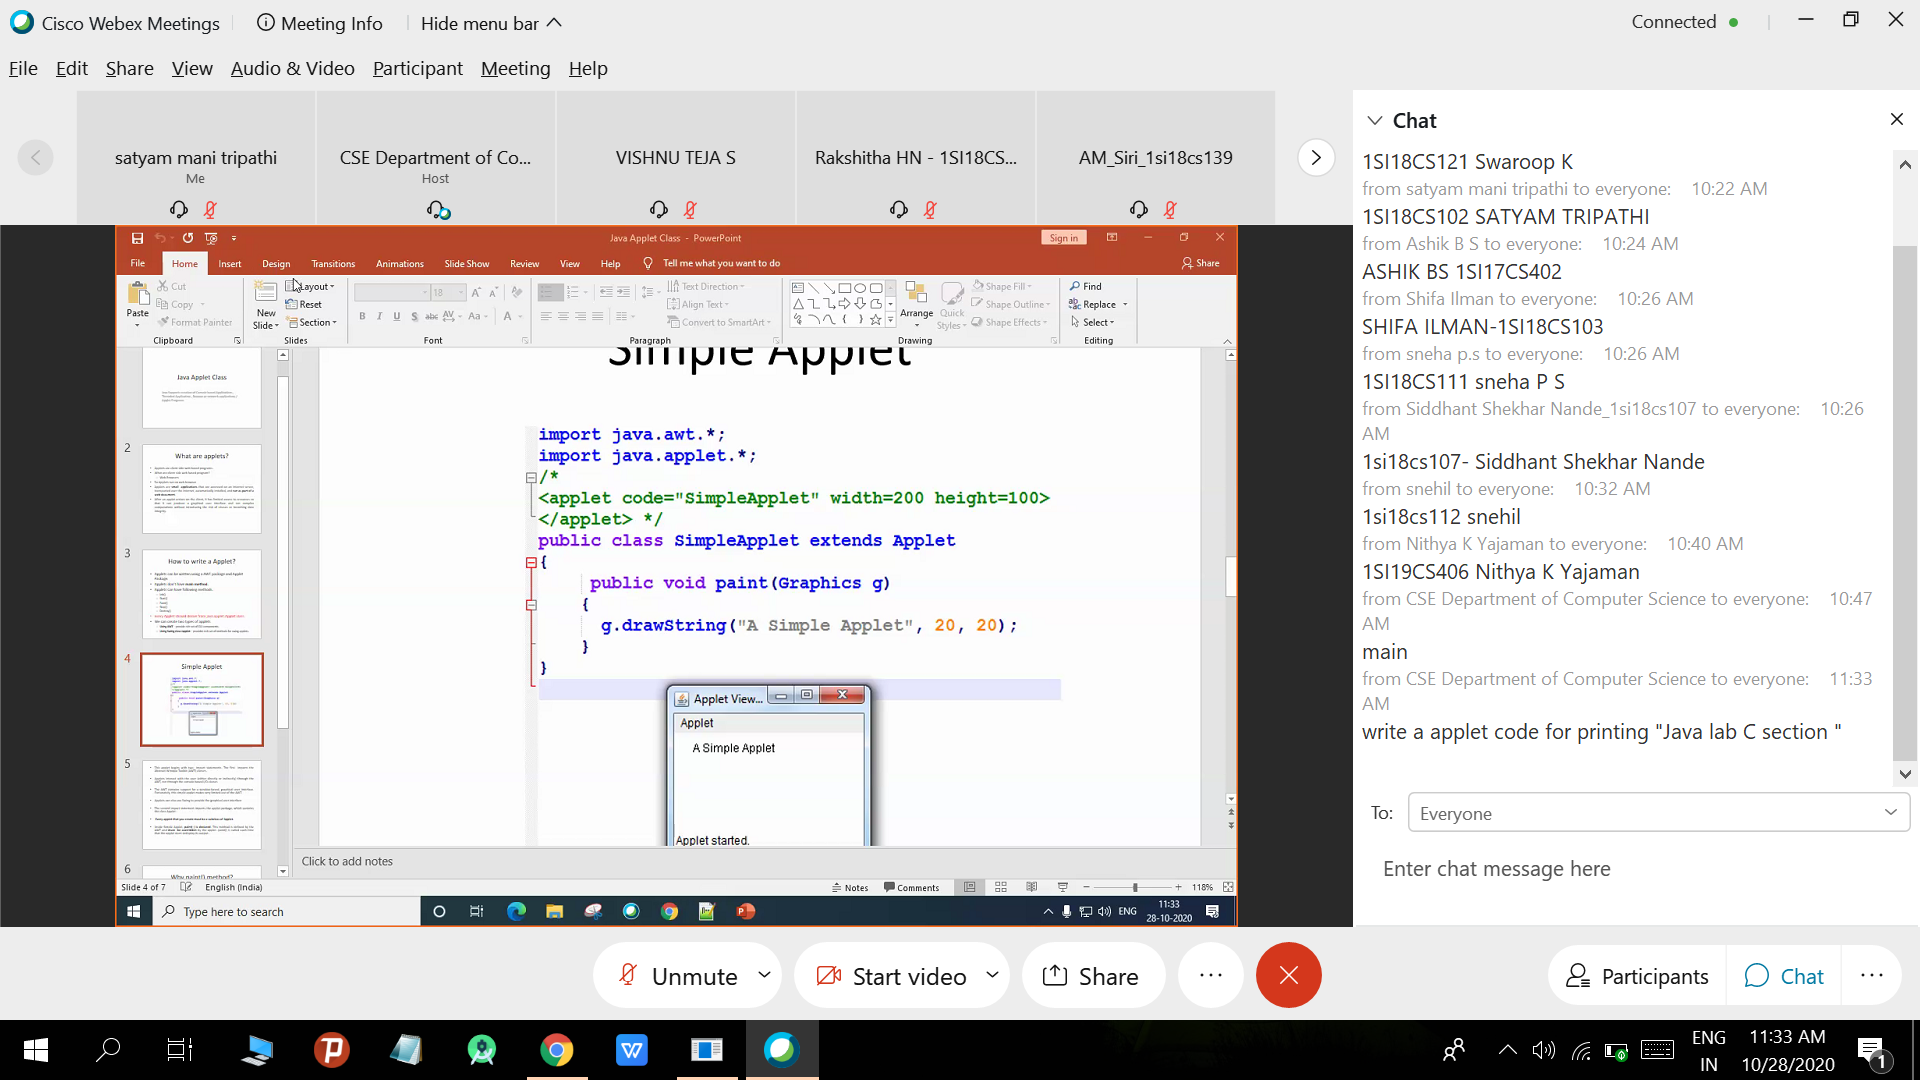 Cisco Webex Meetings Meeting Info Hide menu bar Connected
File Edit Share View Audio & Video Participant Meeting Help
satyam mani tripathi
Me
CSE Department of Co...
Host
VISHNU TEJA S
Rakshitha HN - 1SI18CS...
AM_Siri_1si18cs139
Java Applet Class - PowerPoint
Sign in
File Home Insert Design Transitions Animations Slide Show Review View Help Tell me what you want to do Share
Paste
Cut
Copy
Format Painter
Clipboard
New
Slide
Layout
Reset
Section
Slides
18
Font
Text Direction
Align Text
Convert to SmartArt
Paragraph
Arrange
Quick
Styles
Shape Fill
Shape Outline
Shape Effects
Drawing
Find
Replace
Select
Editing
Java Applet Class
2
What are applets?
3
How to write a Applet?
4
Simple Applet
5
6
Why paint() method?
Simple Applet
import java.awt.*;
import java.applet.*;
/*
<applet code="SimpleApplet" width=200 height=100>
</applet> */
public class SimpleApplet extends Applet
{
public void paint(Graphics g)
{
g.drawString("A Simple Applet", 20, 20);
}
}
Applet View...
Applet
A Simple Applet
Applet started.
Click to add notes
Slide 4 of 7 English (India) Notes Comments 118%
Type here to search
ENG
11:33
28-10-2020
Chat
1SI18CS121 Swaroop K
from satyam mani tripathi to everyone: 10:22 AM
1SI18CS102 SATYAM TRIPATHI
from Ashik B S to everyone: 10:24 AM
ASHIK BS 1SI17CS402
from Shifa Ilman to everyone: 10:26 AM
SHIFA ILMAN-1SI18CS103
from sneha p.s to everyone: 10:26 AM
1SI18CS111 sneha P S
from Siddhant Shekhar Nande_1si18cs107 to everyone: 10:26
AM
1si18cs107- Siddhant Shekhar Nande
from snehil to everyone: 10:32 AM
1si18cs112 snehil
from Nithya K Yajaman to everyone: 10:40 AM
1SI19CS406 Nithya K Yajaman
from CSE Department of Computer Science to everyone: 10:47
AM
main
from CSE Department of Computer Science to everyone: 11:33
AM
write a applet code for printing "Java lab C section "
To: Everyone
Enter chat message here
Unmute Start video Share
Participants Chat
ENG
IN
11:33 AM
10/28/2020
1